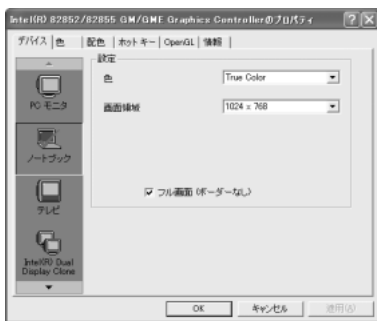 Intel(R) 82852/82855 GM/GME Graphics Controllerのプロパティ
デバイス 色 配色 ホット キー OpenGL 情報
設定
色 True Color
画面領域 1024 x 768
PC モニタ
ノートブック
テレビ
Intel(R) Dual Display Clone
フル画面 (ボーダーなし)
OK キャンセル 適用(A)